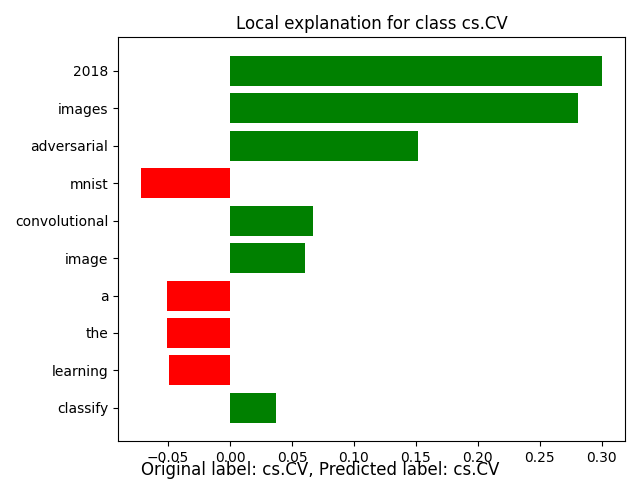 Local explanation for class cs.CV
2018
images
adversarial
mnist
convolutional
image
a
the
learning
classify
−0.05 0.00 0.05 0.10 0.15 0.20 0.25 0.30
Original label: cs.CV, Predicted label: cs.CV